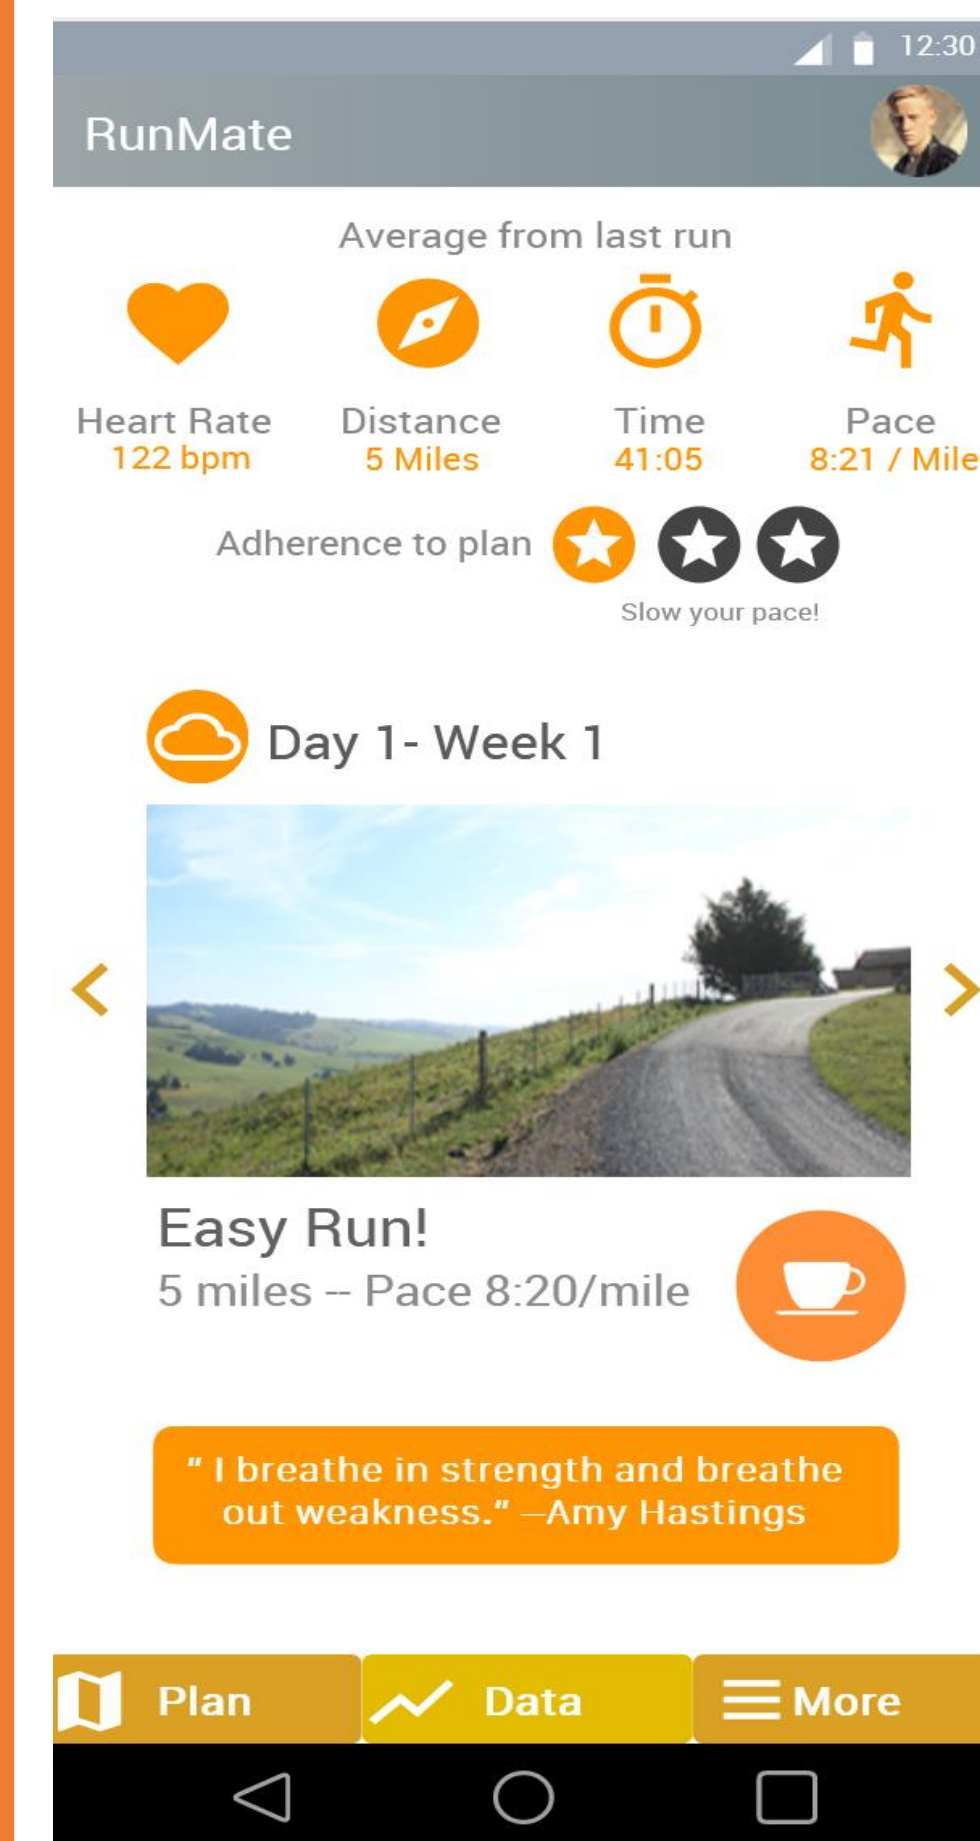 12:30
RunMate
Average from last run
Heart Rate
122 bpm
Distance
5 Miles
Time
41:05
Pace
8:21 / Mile
Adherence to plan
Slow your pace!
Day 1- Week 1
Easy Run!
5 miles -- Pace 8:20/mile
" I breathe in strength and breathe
out weakness." —Amy Hastings
Plan
Data
More